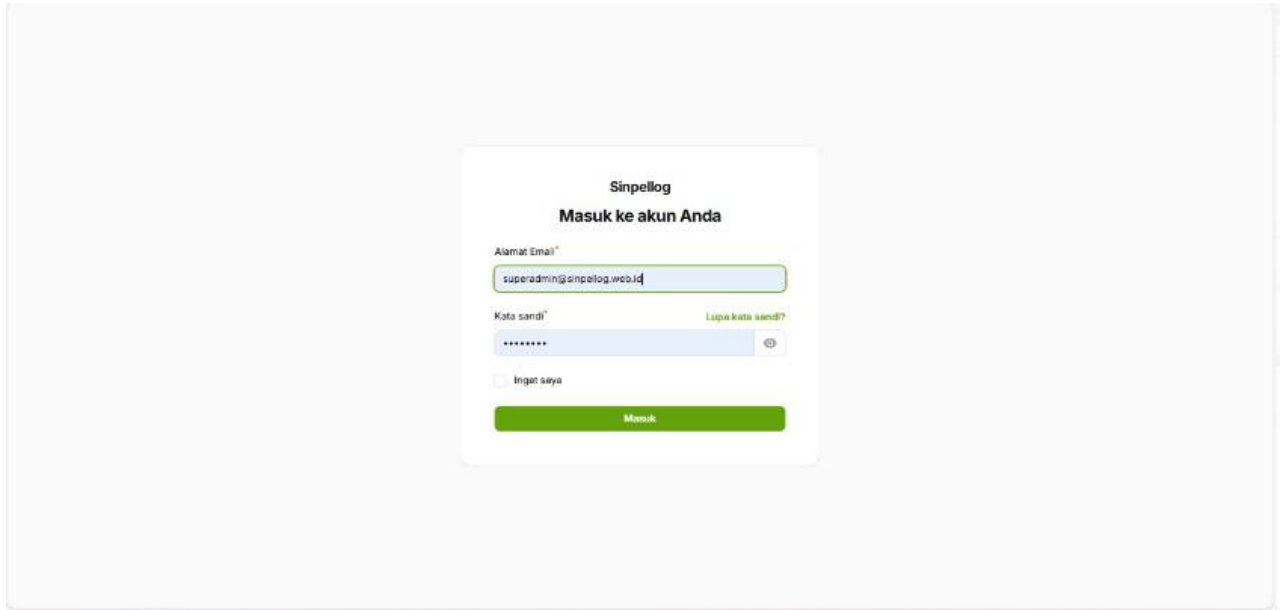 Sinpellog
Masuk ke akun Anda
Alamat Email*
superadmin@sinpellog.web.id
Kata sandi*
Lupa kata sandi?
••••••••
Ingat saya
Masuk